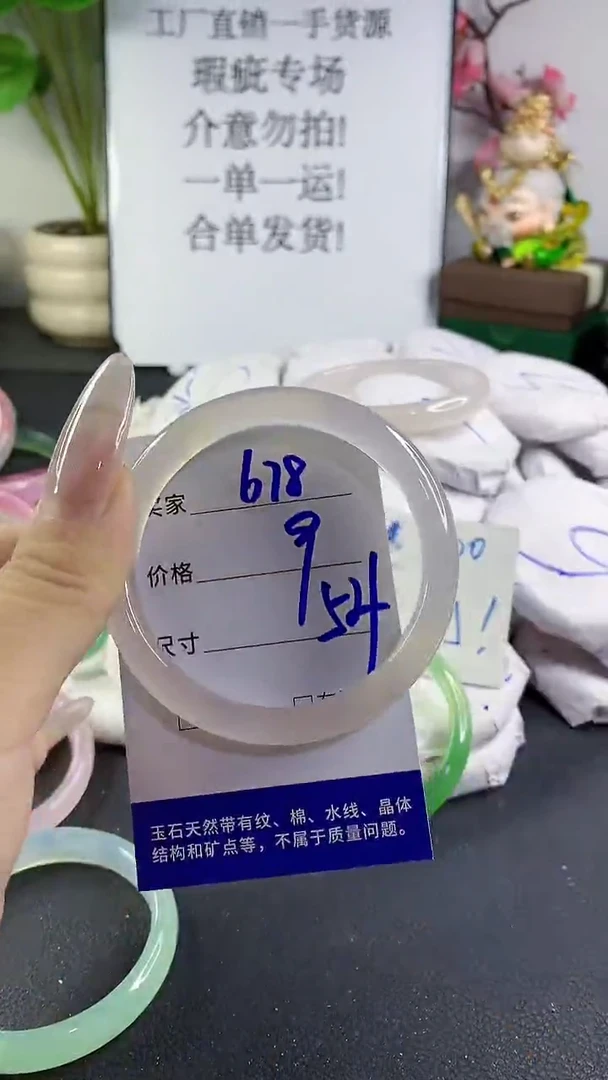 工厂直销一手货源
瑕疵专场
介意勿拍!
一单一运!
合单发货!
买家 678
价格 9
尺寸 54
玉石天然带有纹、棉、水线、晶体
结构和矿点等，不属于质量问题。